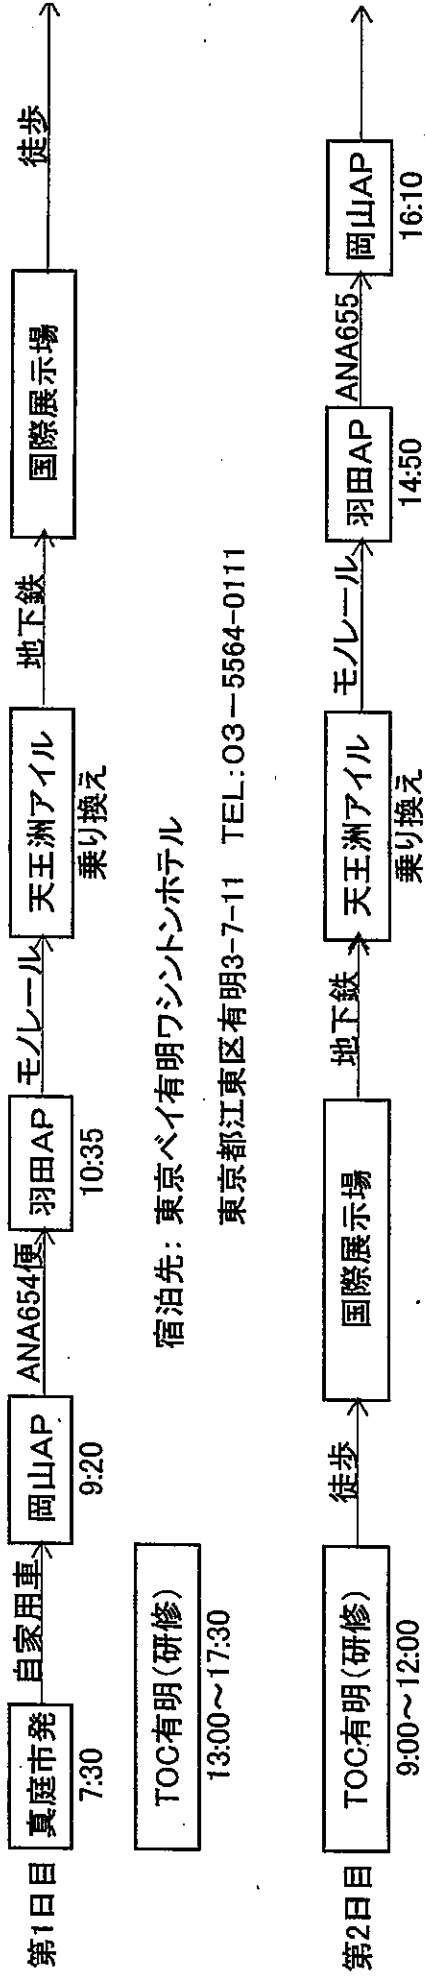 第1日目 真庭市発 自家用車 岡山AP ANA654便 羽田AP モノレール 天王洲アイル 地下鉄 国際展示場 徒歩
7:30 9:20 10:35 乗り換え
TOC有明(研修) 宿泊先: 東京ベイ有明ワシントンホテル
13:00～17:30 東京都江東区有明3-7-11 TEL:03-5564-0111
第2日目 TOC有明(研修) 徒歩 国際展示場 地下鉄 天王洲アイル モノレール 羽田AP ANA655 岡山AP
9:00～12:00 乗り換え 14:50 16:10